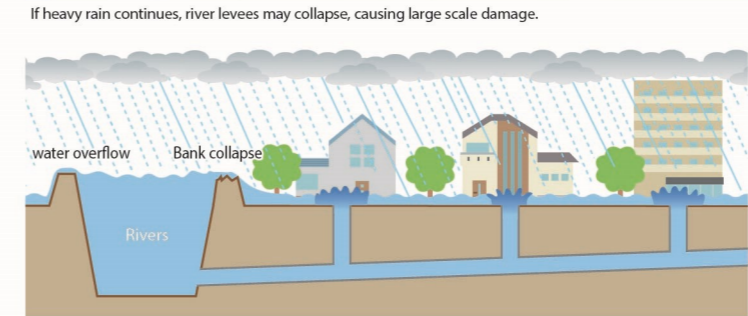 If heavy rain continues, river levees may collapse, causing large scale damage.
water overflow
Bank collapse
Rivers